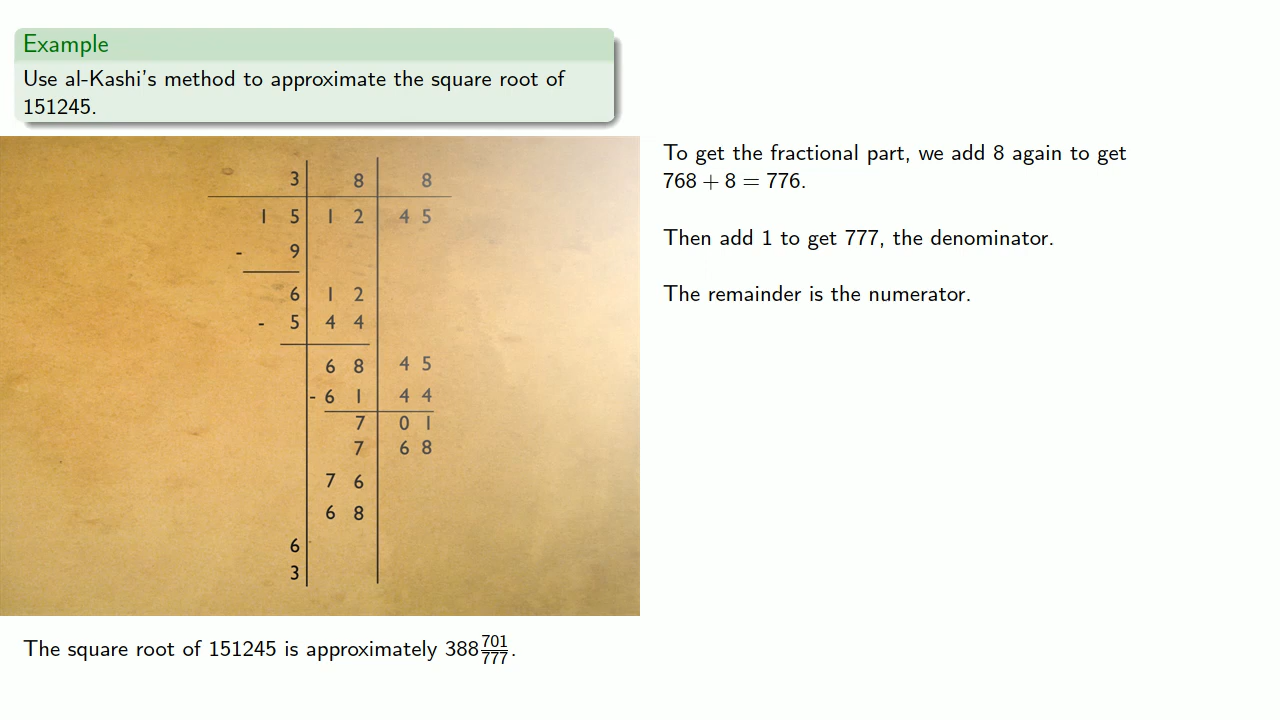 Example
Use al-Kashi's method to approximate the square root of
151245.
3 8 8
1 5 1 2 4 5
- 9
6 1 2
- 5 4 4
6 8 4 5
- 6 1 4 4
7 0 1
7 6 8
7 6
6 8
6
3
To get the fractional part, we add 8 again to get
768 + 8 = 776.
Then add 1 to get 777, the denominator.
The remainder is the numerator.
The square root of 151245 is approximately 388 701/777.